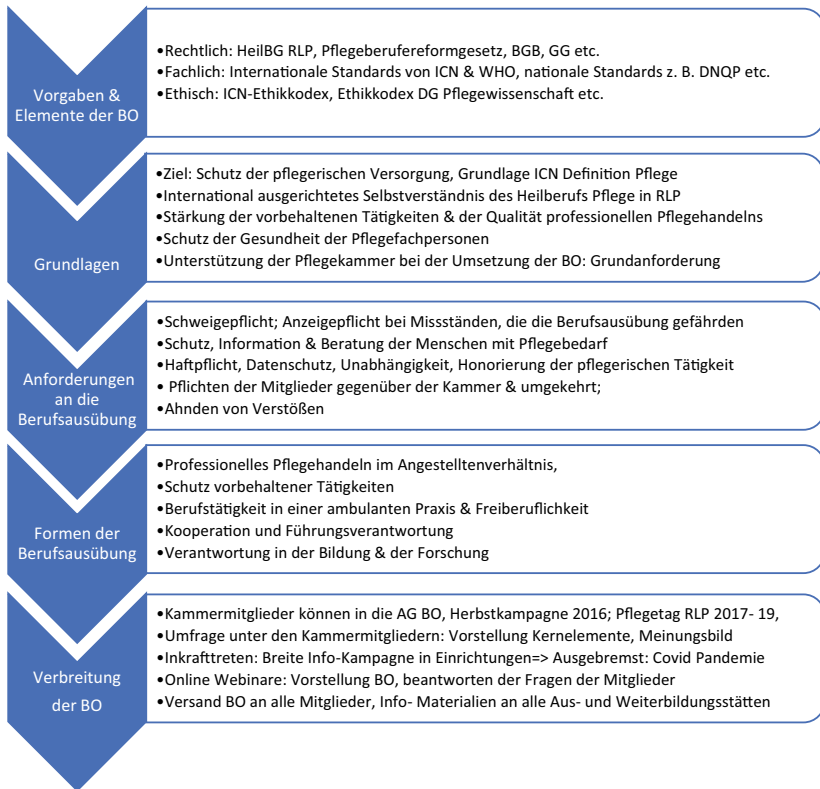 Vorgaben &
Elemente der BO
•Rechtlich: HeilBG RLP, Pflegeberufereformgesetz, BGB, GG etc.
•Fachlich: Internationale Standards von ICN & WHO, nationale Standards z. B. DNQP etc.
•Ethisch: ICN-Ethikkodex, Ethikkodex DG Pflegewissenschaft etc.
Grundlagen
•Ziel: Schutz der pflegerischen Versorgung, Grundlage ICN Definition Pflege
•International ausgerichtetes Selbstverständnis des Heilberufs Pflege in RLP
•Stärkung der vorbehaltenen Tätigkeiten & der Qualität professionellen Pflegehandelns
•Schutz der Gesundheit der Pflegefachpersonen
•Unterstützung der Pflegekammer bei der Umsetzung der BO: Grundanforderung
Anforderungen
an die
Berufsausübung
•Schweigepflicht; Anzeigepflicht bei Missständen, die die Berufsausübung gefährden
•Schutz, Information & Beratung der Menschen mit Pflegebedarf
•Haftpflicht, Datenschutz, Unabhängigkeit, Honorierung der pflegerischen Tätigkeit
• Pflichten der Mitglieder gegenüber der Kammer & umgekehrt;
•Ahnden von Verstößen
Formen der
Berufsausübung
•Professionelles Pflegehandeln im Angestelltenverhältnis,
•Schutz vorbehaltener Tätigkeiten
•Berufstätigkeit in einer ambulanten Praxis & Freiberuflichkeit
•Kooperation und Führungsverantwortung
•Verantwortung in der Bildung & der Forschung
Verbreitung
der BO
•Kammermitglieder können in die AG BO, Herbstkampagne 2016; Pflegetag RLP 2017- 19,
•Umfrage unter den Kammermitgliedern: Vorstellung Kernelemente, Meinungsbild
•Inkrafttreten: Breite Info-Kampagne in Einrichtungen=> Ausgebremst: Covid Pandemie
•Online Webinare: Vorstellung BO, beantworten der Fragen der Mitglieder
•Versand BO an alle Mitglieder, Info- Materialien an alle Aus- und Weiterbildungsstätten